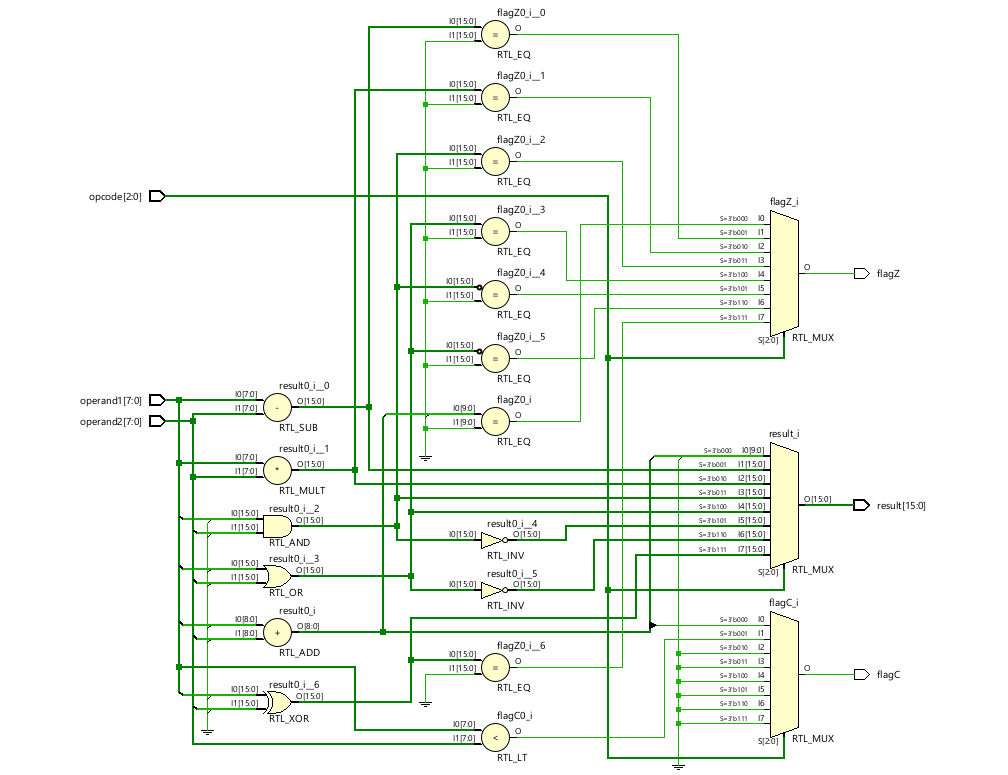 flagZ0_i__0
I0[15:0]
I1[15:0]
=
O
RTL_EQ
flagZ0_i__1
I0[15:0]
I1[15:0]
=
O
RTL_EQ
flagZ0_i__2
I0[15:0]
I1[15:0]
=
O
RTL_EQ
opcode[2:0]
flagZ0_i__3
I0[15:0]
I1[15:0]
=
O
RTL_EQ
flagZ0_i__4
I0[15:0]
I1[15:0]
=
O
RTL_EQ
flagZ0_i__5
I0[15:0]
I1[15:0]
=
O
RTL_EQ
flagZ0_i
I0[9:0]
I1[9:0]
=
O
RTL_EQ
flagZ_i
S=3'b000 I0
S=3'b001 I1
S=3'b010 I2
S=3'b011 I3
S=3'b100 I4
S=3'b101 I5
S=3'b110 I6
S=3'b111 I7
S[2:0]
O
RTL_MUX
flagZ
operand1[7:0]
operand2[7:0]
result0_i__0
I0[7:0]
I1[7:0]
-
O[15:0]
RTL_SUB
result0_i__1
I0[7:0]
I1[7:0]
*
O[15:0]
RTL_MULT
result0_i__2
I0[15:0]
I1[15:0]
O[15:0]
RTL_AND
result0_i__3
I0[15:0]
I1[15:0]
O[15:0]
RTL_OR
result0_i
I0[8:0]
I1[8:0]
+
O[8:0]
RTL_ADD
result0_i__6
I0[15:0]
I1[15:0]
O[15:0]
RTL_XOR
result0_i__4
I0[15:0]
O[15:0]
RTL_INV
result0_i__5
I0[15:0]
O[15:0]
RTL_INV
flagZ0_i__6
I0[15:0]
I1[15:0]
=
O
RTL_EQ
flagC0_i
I0[7:0]
I1[7:0]
<
O
RTL_LT
result_i
S=3'b000 I0[9:0]
S=3'b001 I1[15:0]
S=3'b010 I2[15:0]
S=3'b011 I3[15:0]
S=3'b100 I4[15:0]
S=3'b101 I5[15:0]
S=3'b110 I6[15:0]
S=3'b111 I7[15:0]
S[2:0]
O[15:0]
RTL_MUX
result[15:0]
flagC_i
S=3'b000 I0
S=3'b001 I1
S=3'b010 I2
S=3'b011 I3
S=3'b100 I4
S=3'b101 I5
S=3'b110 I6
S=3'b111 I7
S[2:0]
O
RTL_MUX
flagC